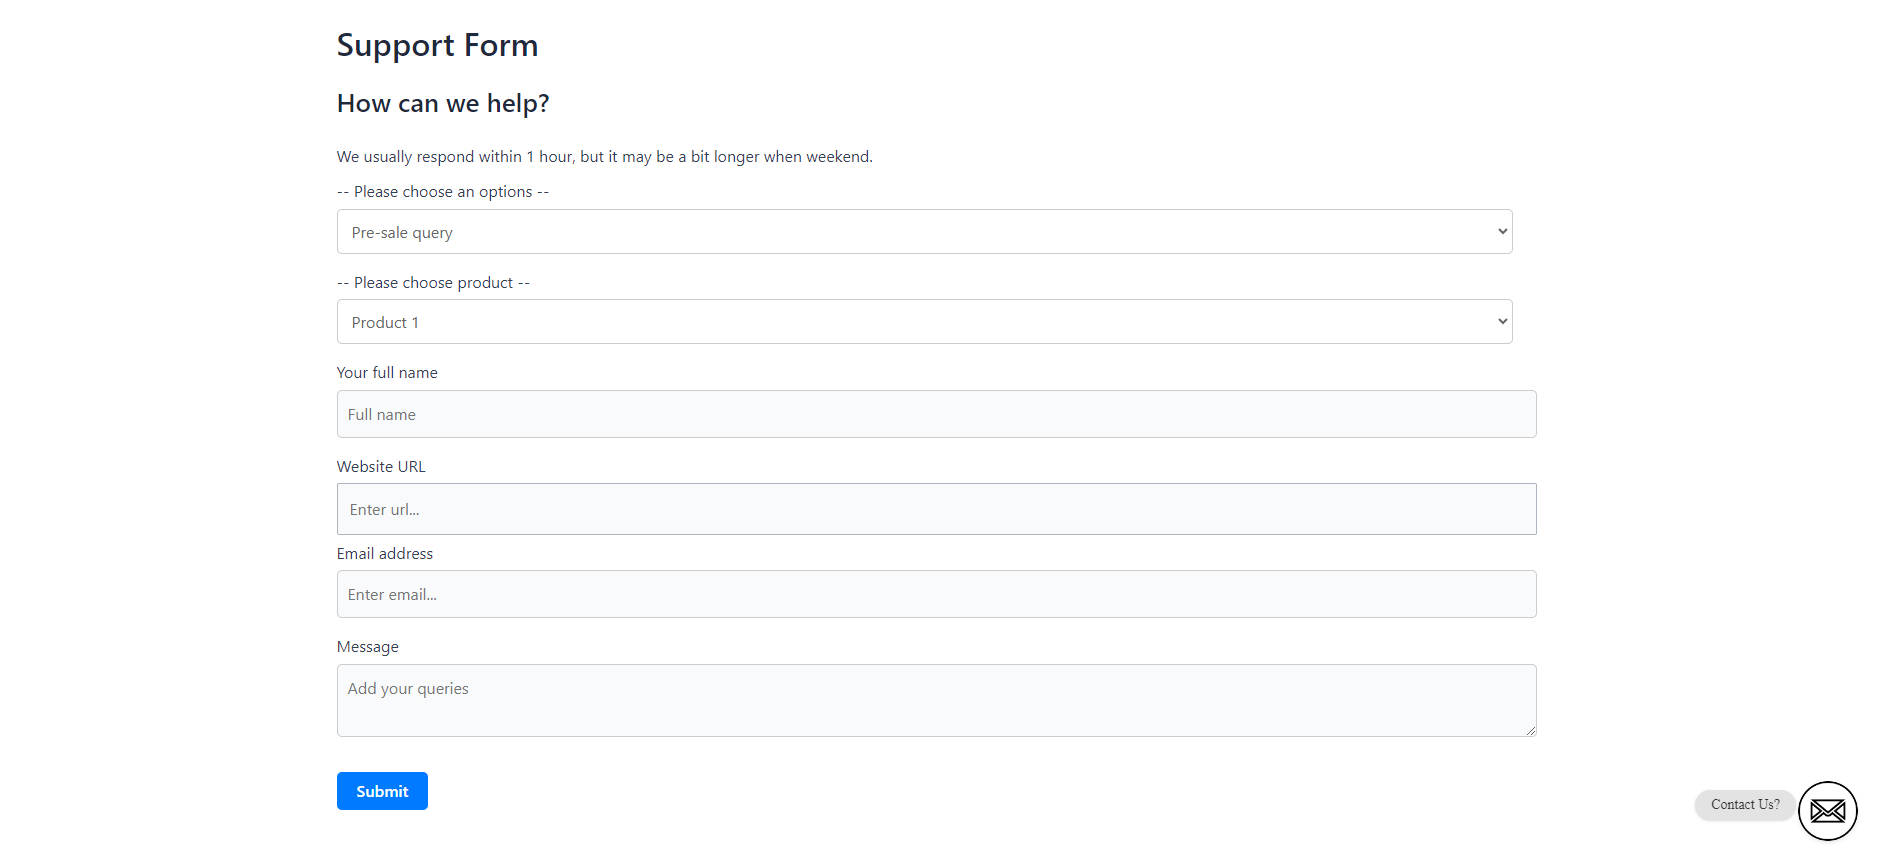 Support Form
How can we help?
We usually respond within 1 hour, but it may be a bit longer when weekend.
-- Please choose an options --
Pre-sale query
-- Please choose product --
Product 1
Your full name
Full name
Website URL
Enter url...
Email address
Enter email...
Message
Add your queries
Submit
Contact Us?